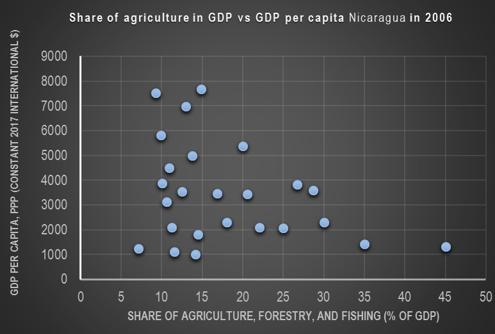 Share of agriculture in GDP vs GDP per capita Nicaragua in 2006
GDP PER CAPITA, PPP (CONSTANT 2017 INTERNATIONAL $)
9000
8000
7000
6000
5000
4000
3000
2000
1000
0
0 5 10 15 20 25 30 35 40 45 50
SHARE OF AGRICULTURE, FORESTRY, AND FISHING (% OF GDP)